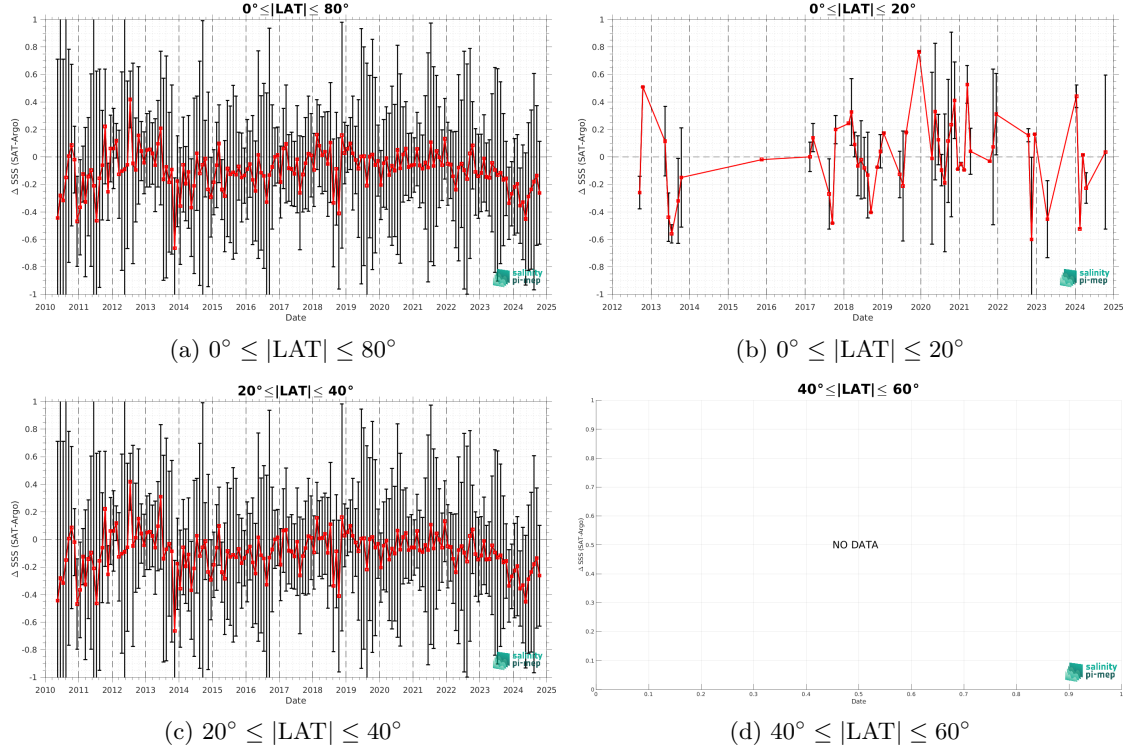 0°≤|LAT|≤ 80°
Δ SSS (SAT-Argo)
1
0.8
0.6
0.4
0.2
0
-0.2
-0.4
-0.6
-0.8
-1
2010 2011 2012 2013 2014 2015 2016 2017 2018 2019 2020 2021 2022 2023 2024 2025
Date
salinity
pi-mep
(a) 0° ≤ |LAT| ≤ 80°
0°≤|LAT|≤ 20°
Δ SSS (SAT-Argo)
1
0.8
0.6
0.4
0.2
0
-0.2
-0.4
-0.6
-0.8
-1
2012 2013 2014 2015 2016 2017 2018 2019 2020 2021 2022 2023 2024 2025
Date
salinity
pi-mep
(b) 0° ≤ |LAT| ≤ 20°
20°≤|LAT|≤ 40°
Δ SSS (SAT-Argo)
1
0.8
0.6
0.4
0.2
0
-0.2
-0.4
-0.6
-0.8
-1
2010 2011 2012 2013 2014 2015 2016 2017 2018 2019 2020 2021 2022 2023 2024 2025
Date
salinity
pi-mep
(c) 20° ≤ |LAT| ≤ 40°
40°≤|LAT|≤ 60°
Δ SSS (SAT-Argo)
1
0.9
0.8
0.7
0.6
0.5
0.4
0.3
0.2
0.1
0
NO DATA
0 0.1 0.2 0.3 0.4 0.5 0.6 0.7 0.8 0.9 1
Date
salinity
pi-mep
(d) 40° ≤ |LAT| ≤ 60°